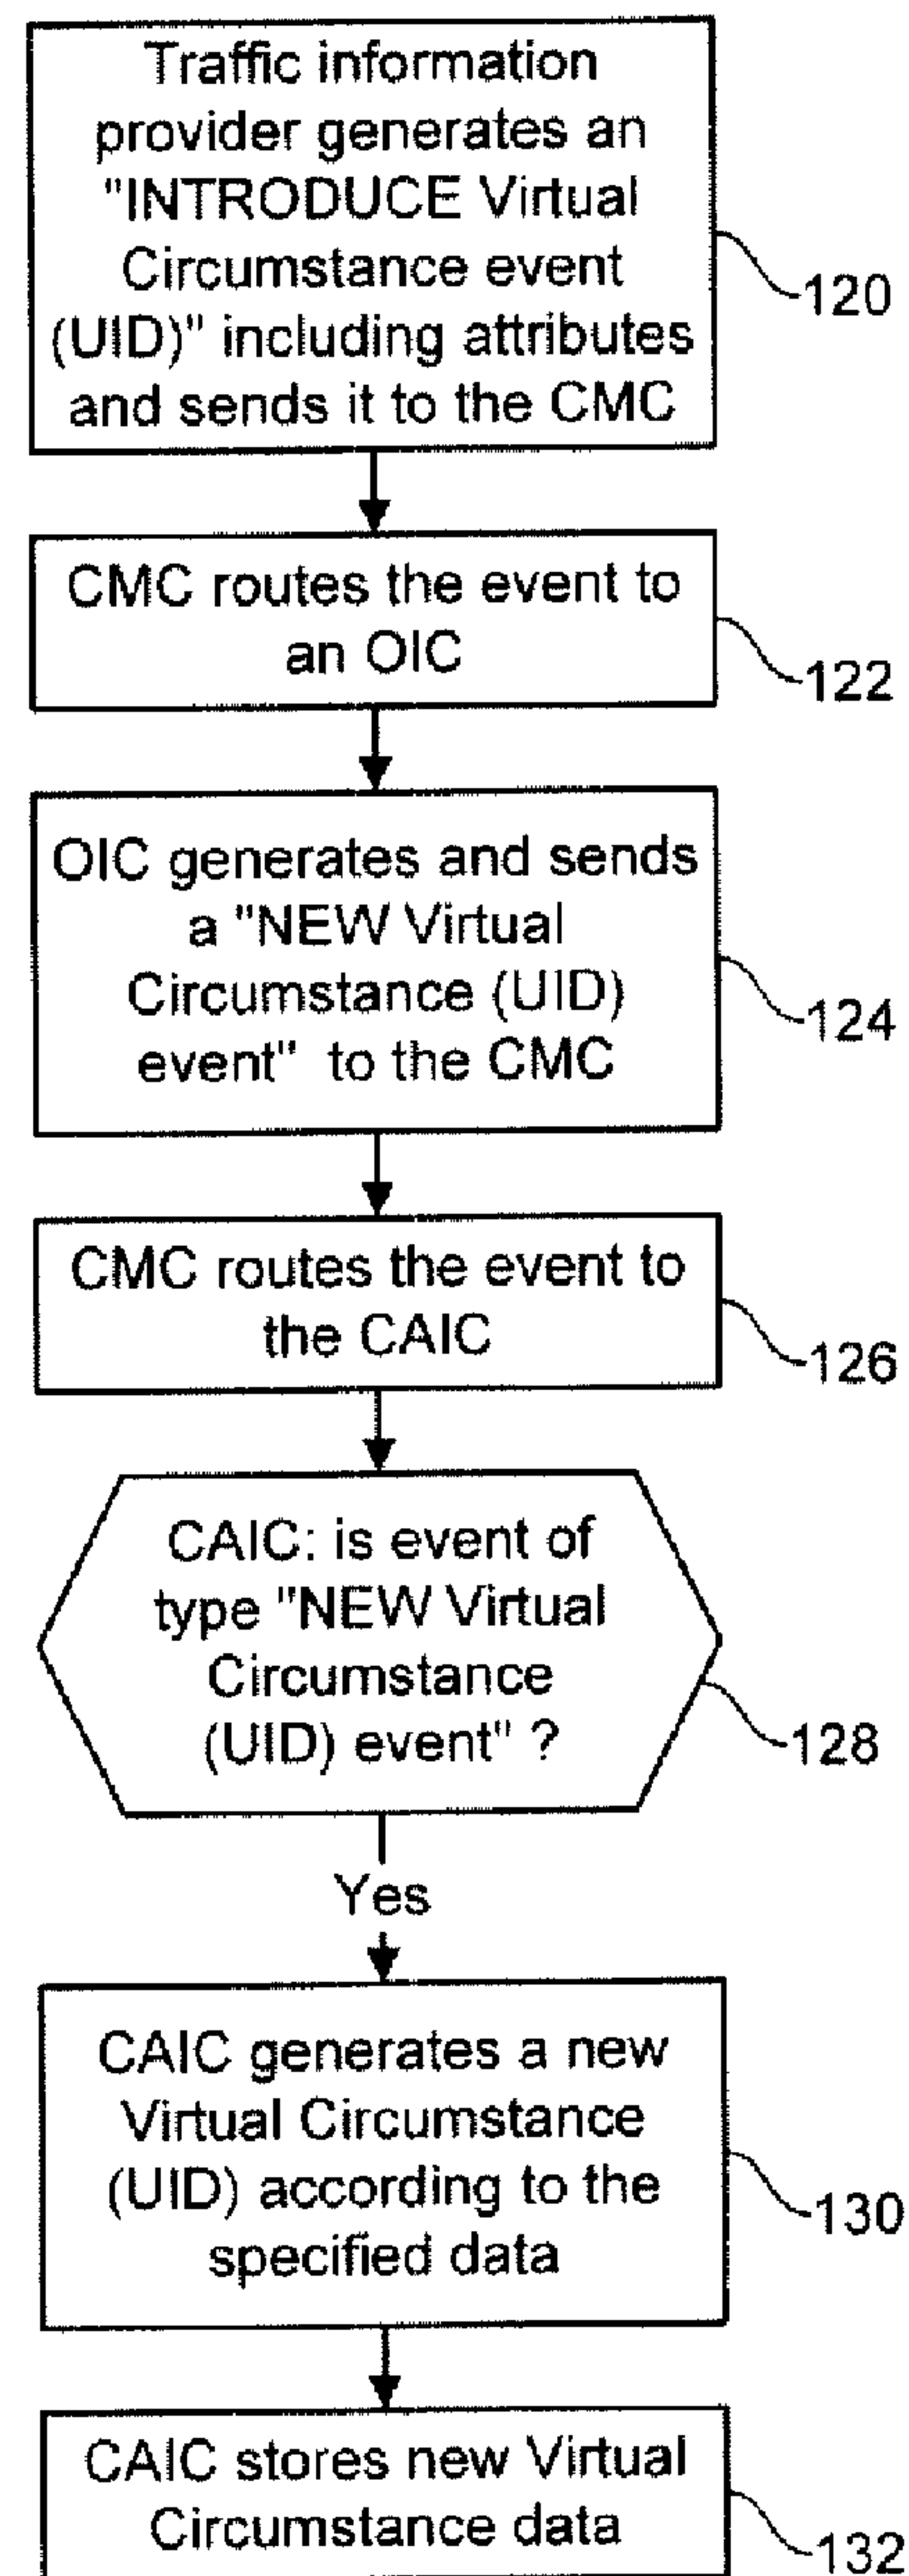 Traffic information
provider generates an
"INTRODUCE Virtual
Circumstance event
(UID)" including attributes
and sends it to the CMC
120
CMC routes the event to
an OIC
122
OIC generates and sends
a "NEW Virtual
Circumstance (UID)
event" to the CMC
124
CMC routes the event to
the CAIC
126
CAIC: is event of
type "NEW Virtual
Circumstance
(UID) event" ?
128
Yes
CAIC generates a new
Virtual Circumstance
(UID) according to the
specified data
130
CAIC stores new Virtual
Circumstance data
132